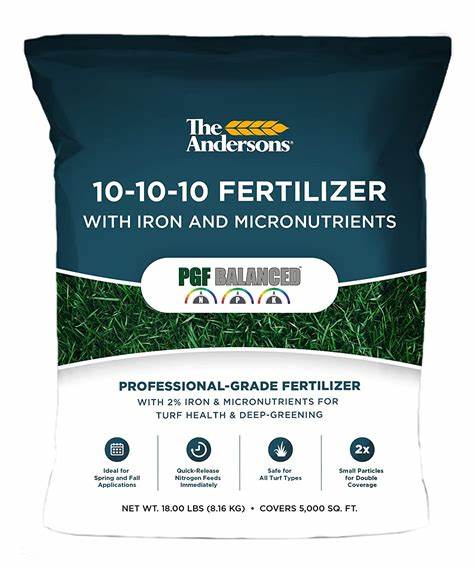 The
Andersons®
10-10-10 FERTILIZER
WITH IRON AND MICRONUTRIENTS
PGF BALANCED™
N P K
PROFESSIONAL-GRADE FERTILIZER
WITH 2% IRON & MICRONUTRIENTS FOR
TURF HEALTH & DEEP-GREENING
Ideal for
Spring and Fall
Applications
Quick-Release
Nitrogen Feeds
Immediately
Safe for
All Turf Types
2x
Small Particles
for Double
Coverage
NET WT. 18.00 LBS (8.16 KG) • COVERS 5,000 SQ. FT.